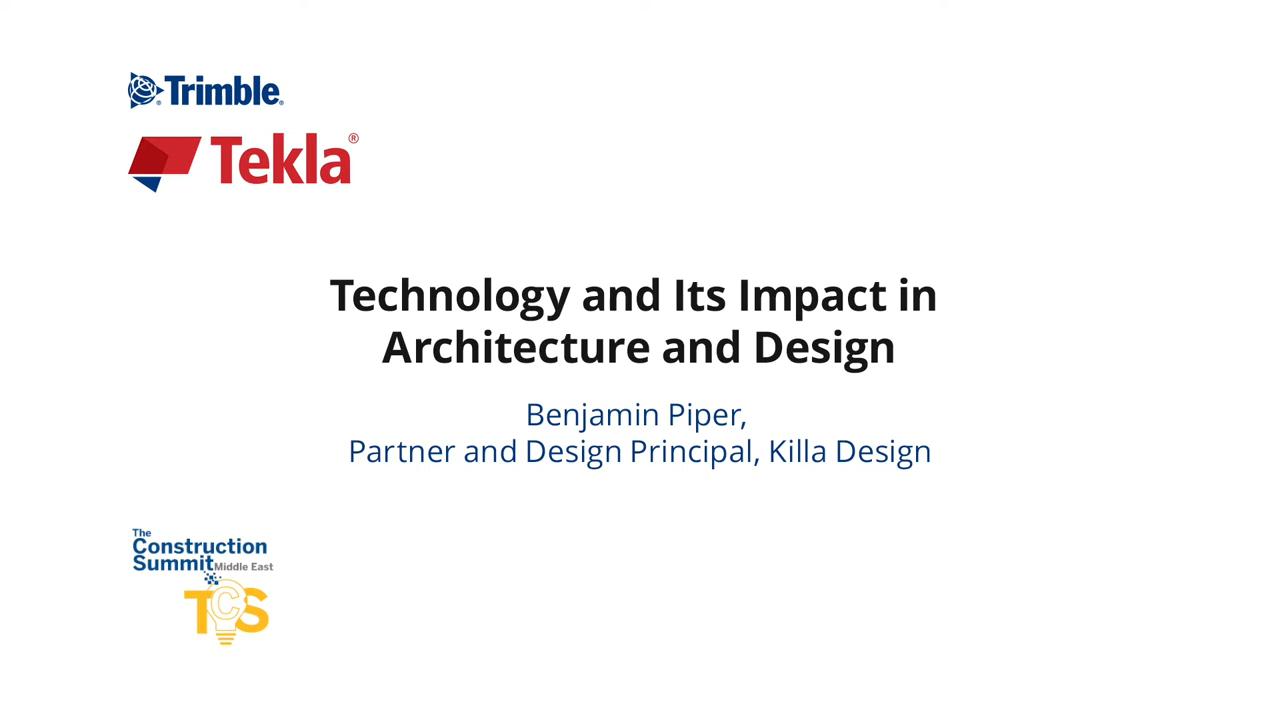 Trimble®
Tekla®
Technology and Its Impact in
Architecture and Design
Benjamin Piper,
Partner and Design Principal, Killa Design
The
Construction
Summit Middle East
TCS